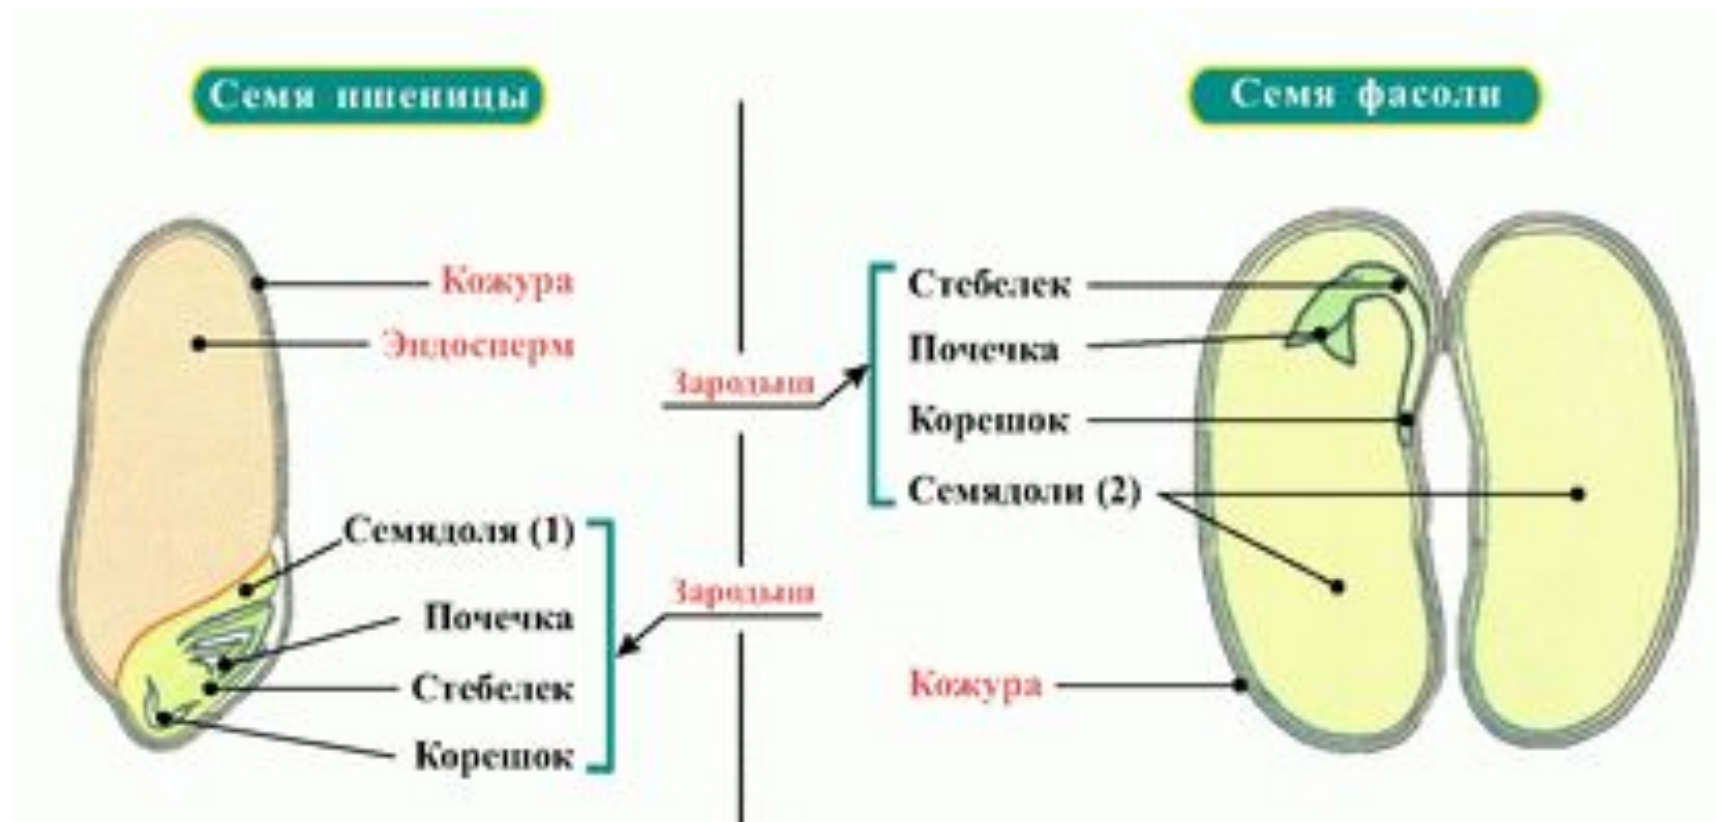 Семя пшеницы
Кожура
Эндосперм
Семядоля (1)
Почечка
Стебелек
Корешок
Зародыш
Зародыш
Семя фасоли
Стебелек
Почечка
Корешок
Семядоли (2)
Кожура